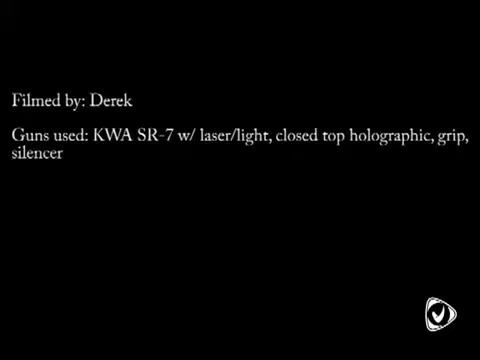 Filmed by: Derek
Guns used: KWA SR-7 w/ laser/light, closed top holographic, grip,
silencer